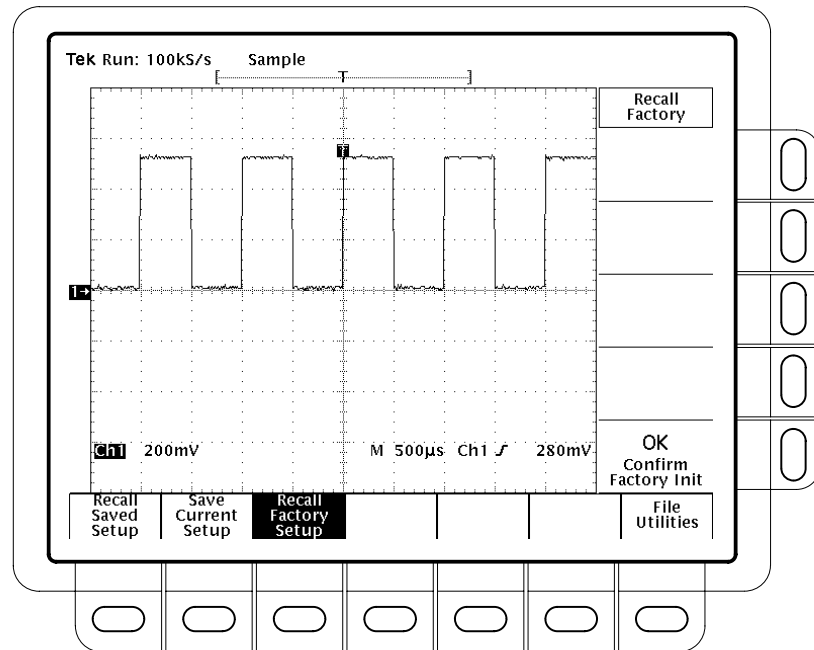 Tek Run: 100kS/s Sample
[ T ]
Recall
Factory
T
1→
Ch1 200mV M 500µs Ch1 280mV
OK
Confirm
Factory Init
Recall
Saved
Setup
Save
Current
Setup
Recall
Factory
Setup
File
Utilities